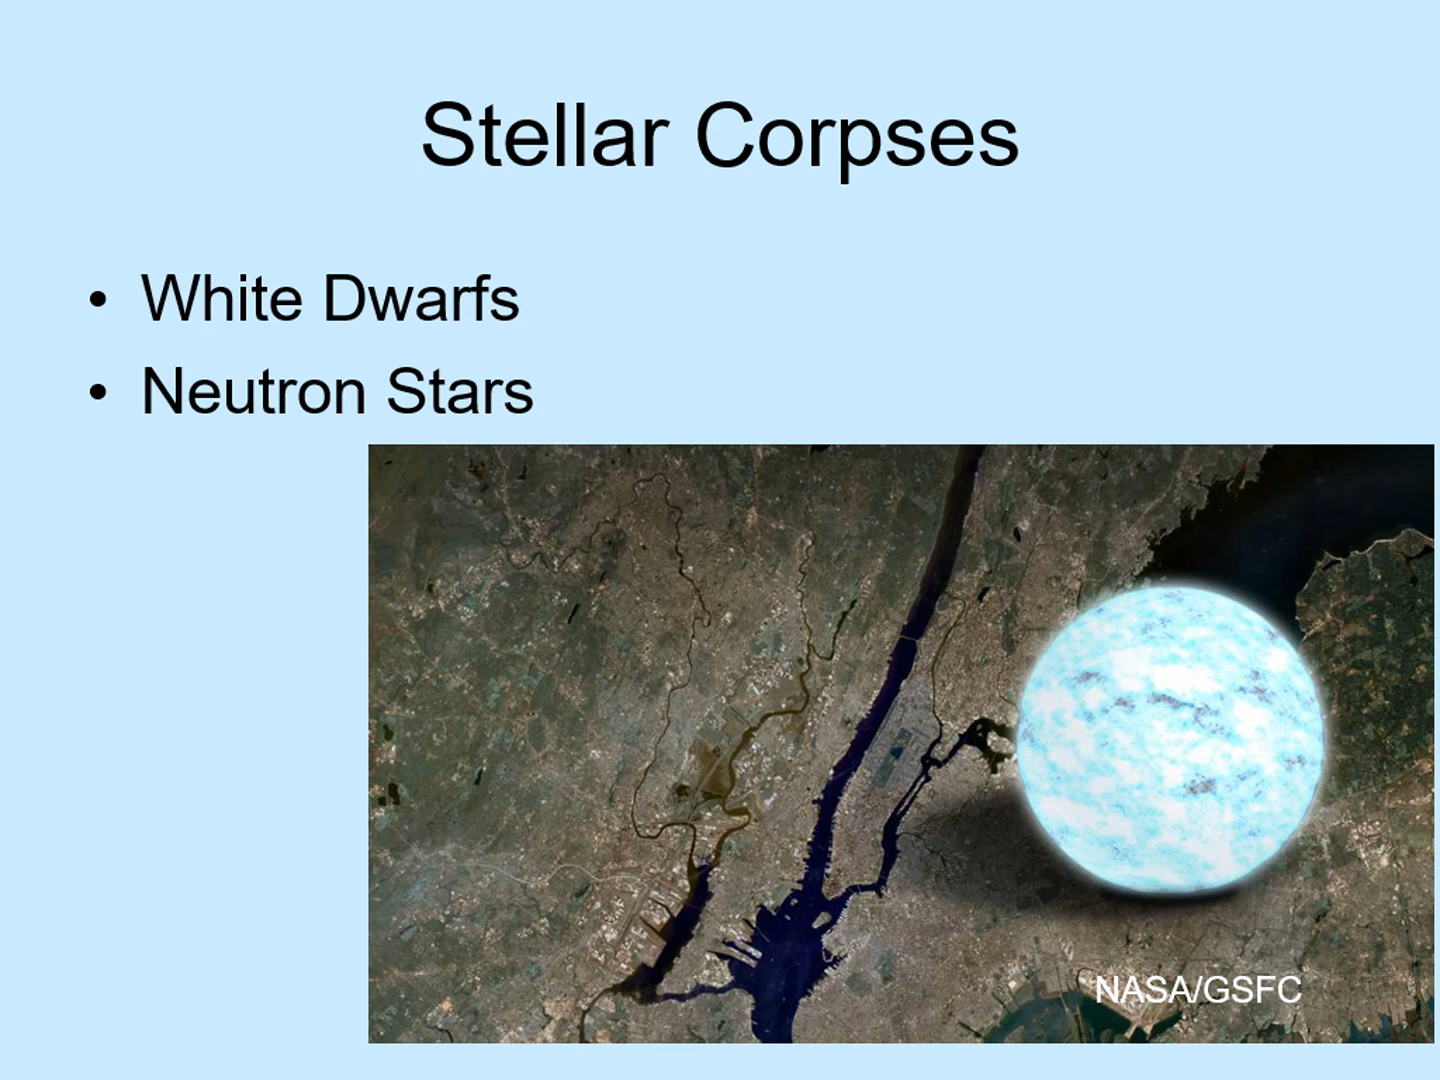 Stellar Corpses
• White Dwarfs
• Neutron Stars
NASA/GSFC